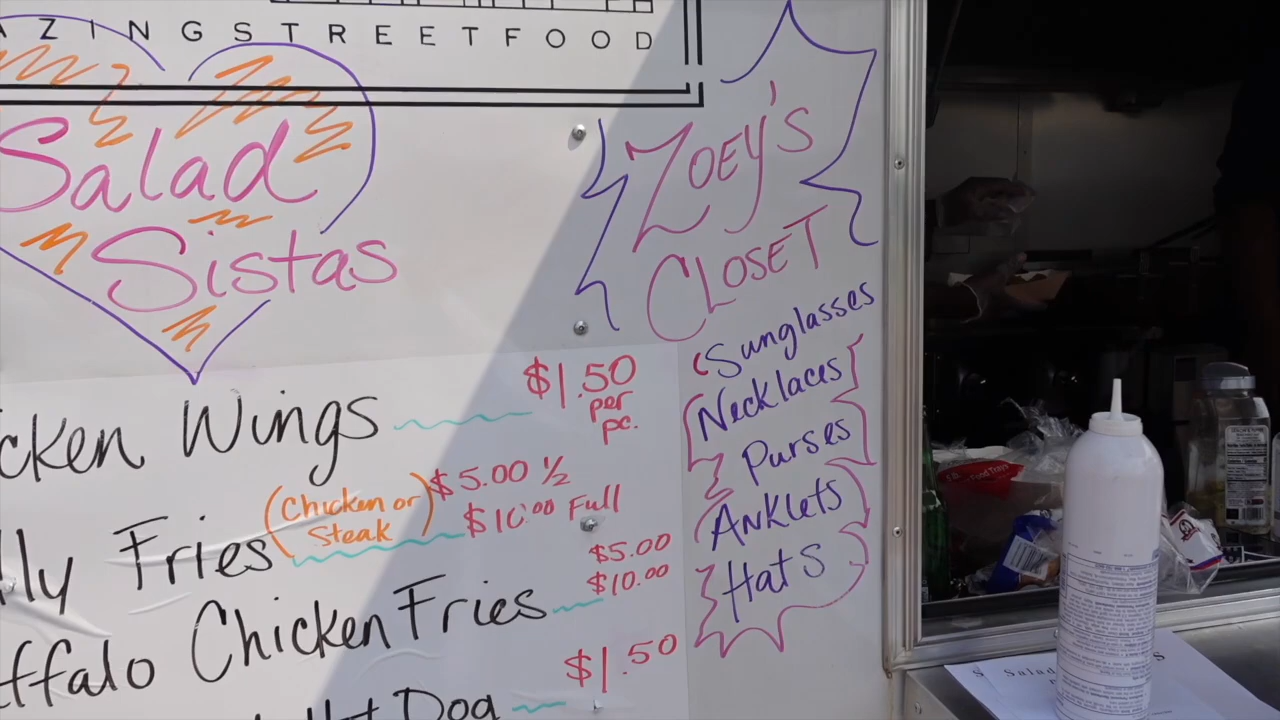 AZINGSTREETFOOD
Salad
Sistas
cken Wings $1.50
per
pc.
lly Fries (Chicken or Steak) $5.00 ½
$10.00 Full
ffalo Chicken Fries $5.00
$10.00
Dog $1.50
ZOEY'S
CLOSET
Sunglasses
Necklaces
Purses
Anklets
Hats